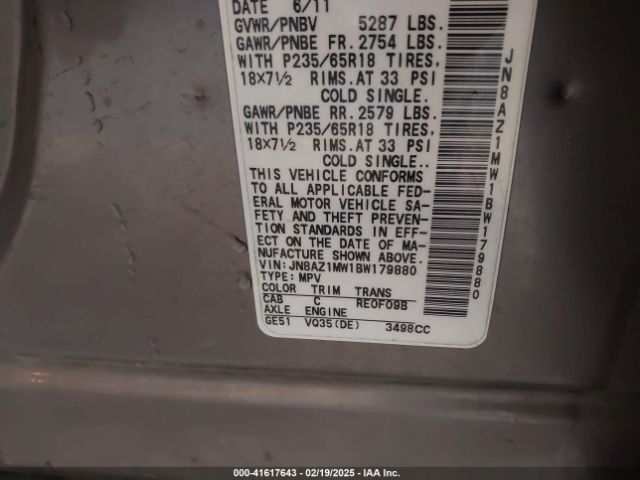 DATE 6/11
GVWR/PNBV 5287 LBS.
GAWR/PNBE FR. 2754 LBS.
WITH P235/65R18 TIRES,
18X7½ RIMS.AT 33 PSI
COLD SINGLE.
GAWR/PNBE RR. 2579 LBS.
WITH P235/65R18 TIRES,
18X7½ RIMS.AT 33 PSI
COLD SINGLE..
THIS VEHICLE CONFORMS
TO ALL APPLICABLE FED-
ERAL MOTOR VEHICLE SA-
FETY AND THEFT PREVEN-
TION STANDARDS IN EFF-
ECT ON THE DATE OF MA-
NUFACTURE SHOWN ABOVE.
VIN: JN8AZ1MW1BW179880
TYPE: MPV
COLOR TRIM TRANS
CAB C RE0F09B
AXLE ENGINE
GE51 VQ35(DE) 3498CC
JN8AZ1MW1BW179880
000-41617643 - 02/19/2025 - IAA Inc.